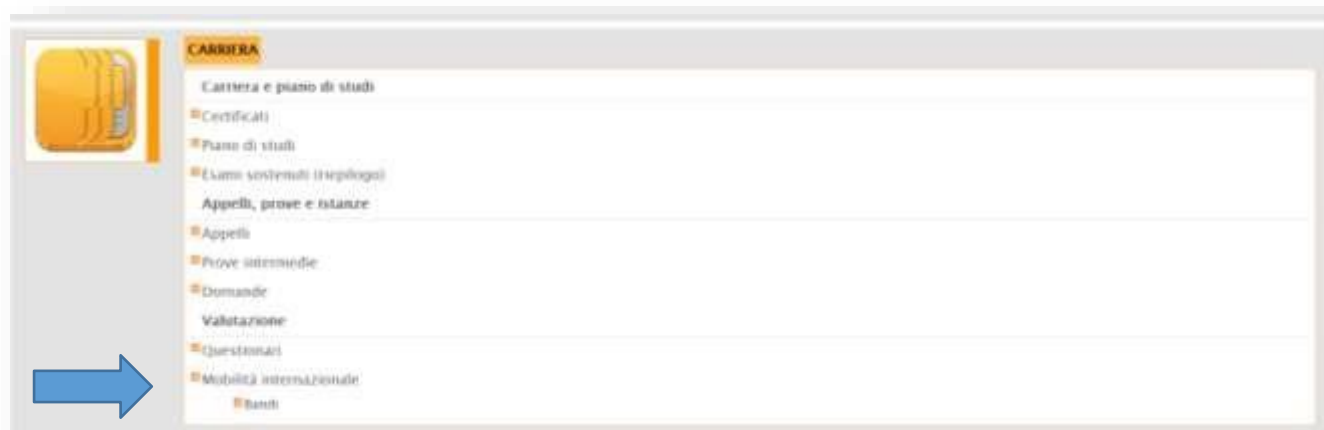 CARRIERA
Carriera e piano di studi
Certificati
Piano di studi
Esami sostenuti (riepilogo)
Appelli, prove e istanze
Appelli
Prove intermedie
Domande
Valutazione
Questionari
Mobilità internazionale
Bandi